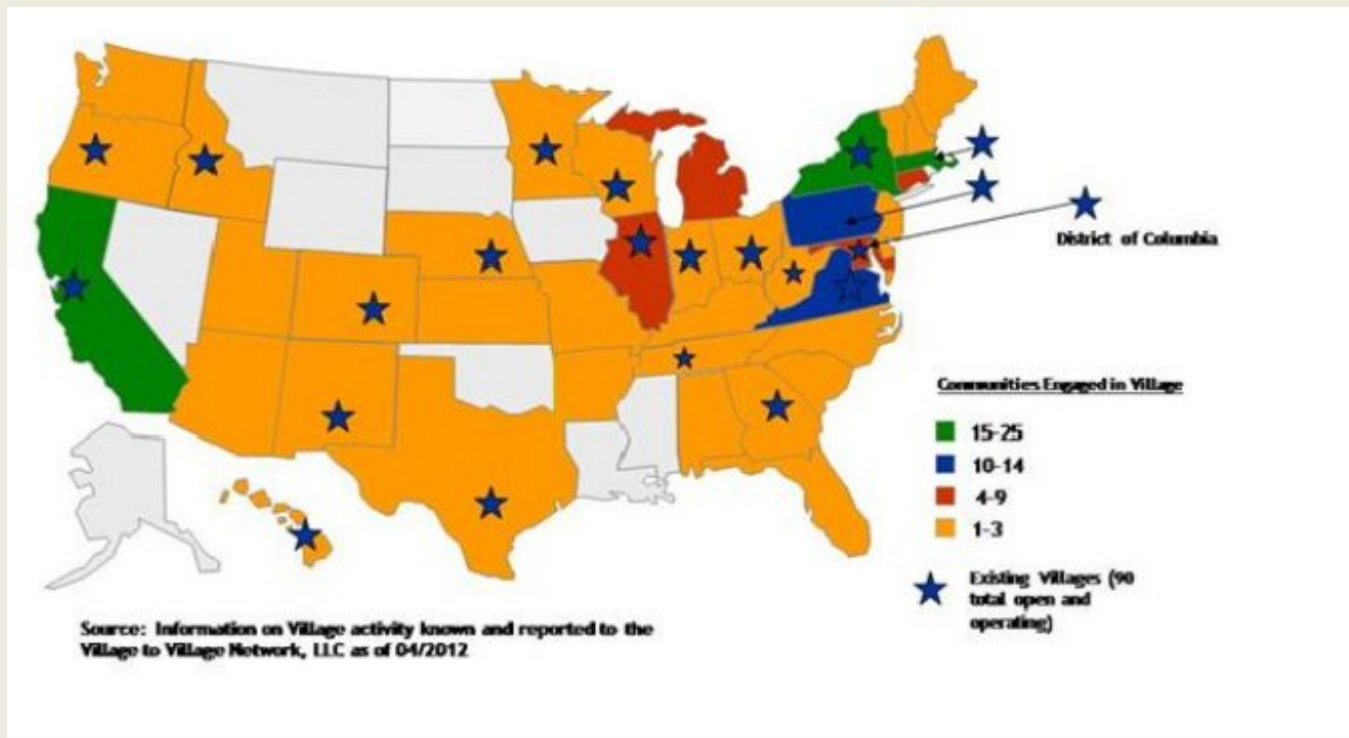 District of Columbia
Communities Engaged in Village
15-25
10-14
4-9
1-3
Existing Villages (90
total open and
operating)
Source: Information on Village activity known and reported to the
Village to Village Network, LLC as of 04/2012